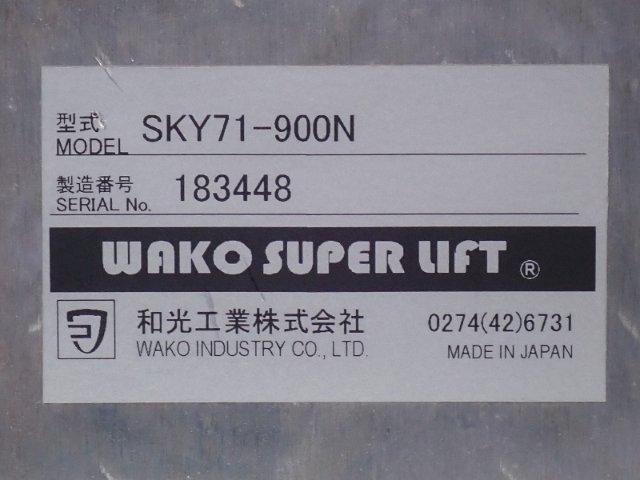 型式
MODEL SKY71-900N
製造番号
SERIAL No. 183448
WAKO SUPER LIFT ®
和光工業株式会社 0274(42)6731
WAKO INDUSTRY CO., LTD. MADE IN JAPAN